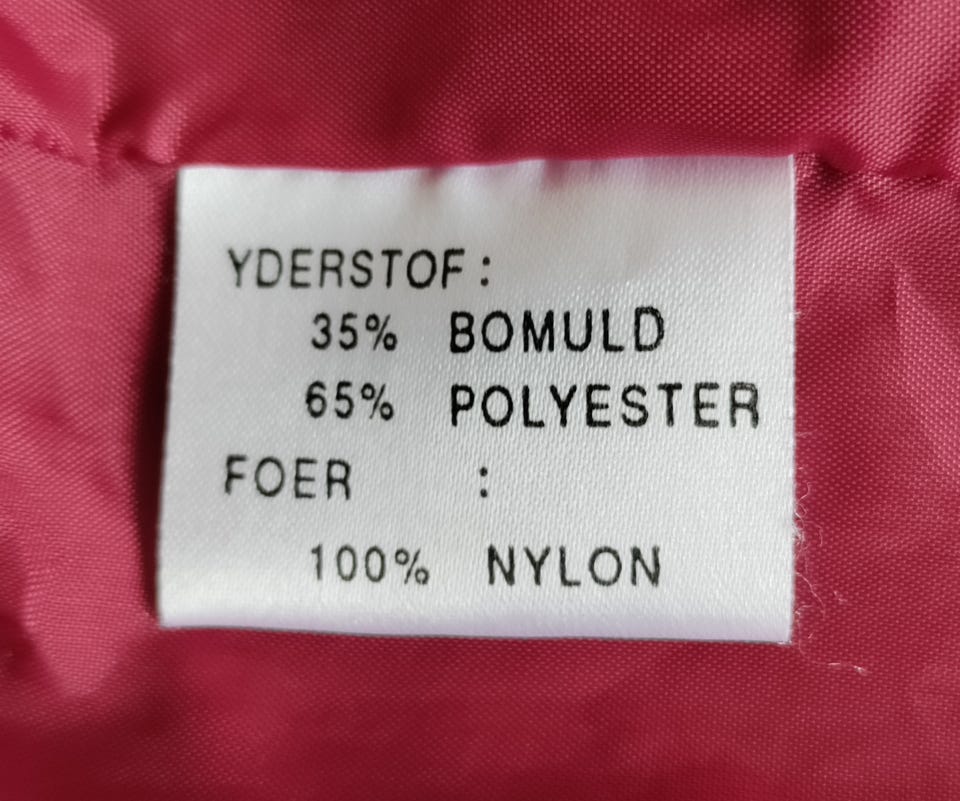 YDERSTOF:
35% BOMULD
65% POLYESTER
FOER :
100% NYLON